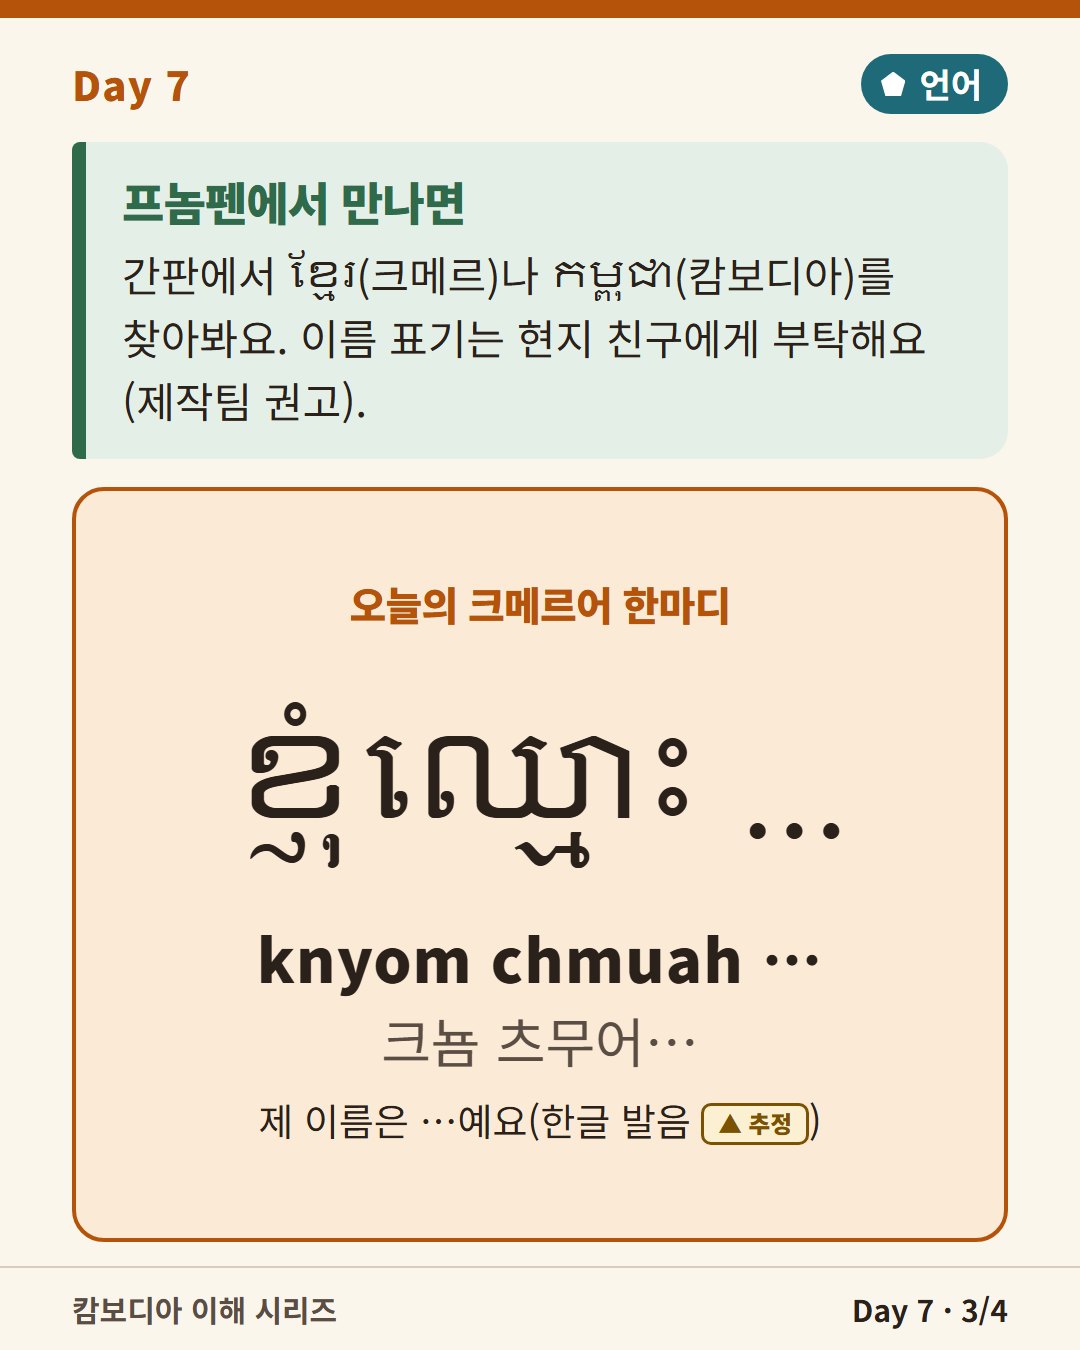 Day 7
언어
프놈펜에서 만나면
간판에서 ខ្មែរ(크메르)나 កម្ពុជា(캄보디아)를
찾아봐요. 이름 표기는 현지 친구에게 부탁해요
(제작팀 권고).
오늘의 크메르어 한마디
ខ្ញុំឈ្មោះ ...
knyom chmuah ···
크뇸 츠무어···
제 이름은 ···예요(한글 발음 ▲ 추정)
캄보디아 이해 시리즈
Day 7 · 3/4